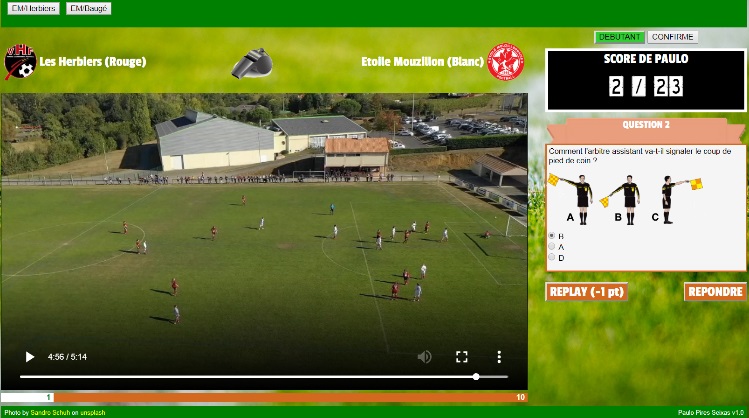 EM/Herbiers
EM/Baugé
DEBUTANT
CONFIRME
Les Herbiers (Rouge)
Etoile Mouzillon (Blanc)
SCORE DE PAULO
2 / 23
QUESTION 2
Comment l'arbitre assistant va-t-il signaler le coup de
pied de coin ?
A
B
C
B
A
D
REPLAY (-1 pt)
REPONDRE
4:56 / 5:14
1
10
Photo by Sandro Schuh on unsplash
Paulo Pires Seixas v1.0